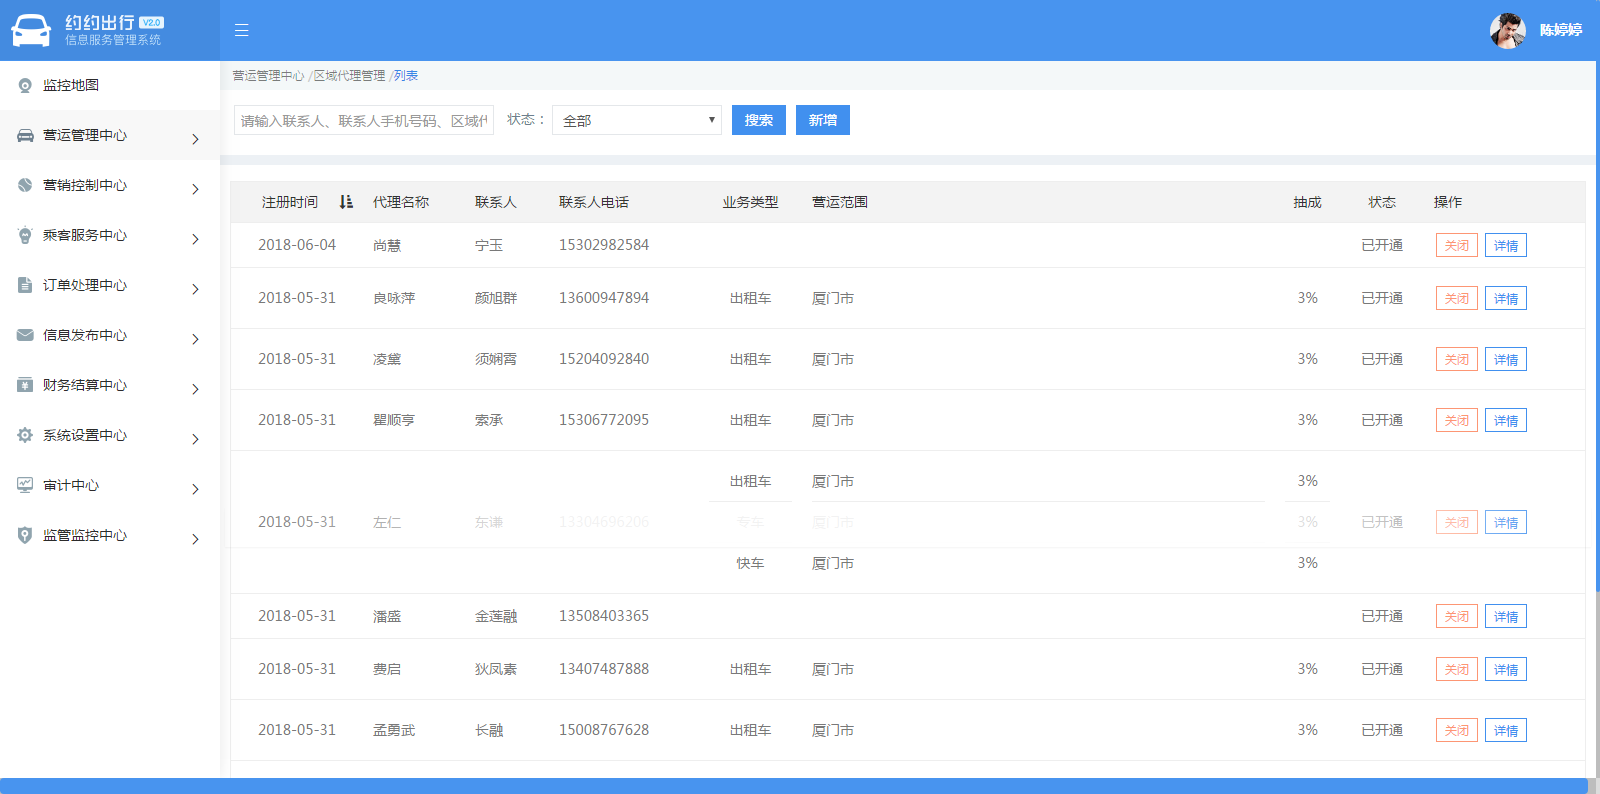 约约出行 V2.0
信息服务管理系统
陈婷婷
监控地图
营运管理中心
营销控制中心
乘客服务中心
订单处理中心
信息发布中心
财务结算中心
系统设置中心
审计中心
监管监控中心
营运管理中心 /区域代理管理 /列表
请输入联系人、联系人手机号码、区域代 状态： 全部 搜索 新增
注册时间 代理名称 联系人 联系人电话 业务类型 营运范围 抽成 状态 操作
2018-06-04 尚慧 宁玉 15302982584 已开通 关闭 详情
2018-05-31 良咏萍 颜旭群 13600947894 出租车 厦门市 3% 已开通 关闭 详情
2018-05-31 凌黛 须娴霄 15204092840 出租车 厦门市 3% 已开通 关闭 详情
2018-05-31 瞿顺亨 索承 15306772095 出租车 厦门市 3% 已开通 关闭 详情
出租车 厦门市 3%
2018-05-31 左仁 东谦 13304696206 专车 厦门市 3% 已开通 关闭 详情
快车 厦门市 3%
2018-05-31 潘盛 金莲融 13508403365 已开通 关闭 详情
2018-05-31 费启 狄凤素 13407487888 出租车 厦门市 3% 已开通 关闭 详情
2018-05-31 孟勇武 长融 15008767628 出租车 厦门市 3% 已开通 关闭 详情